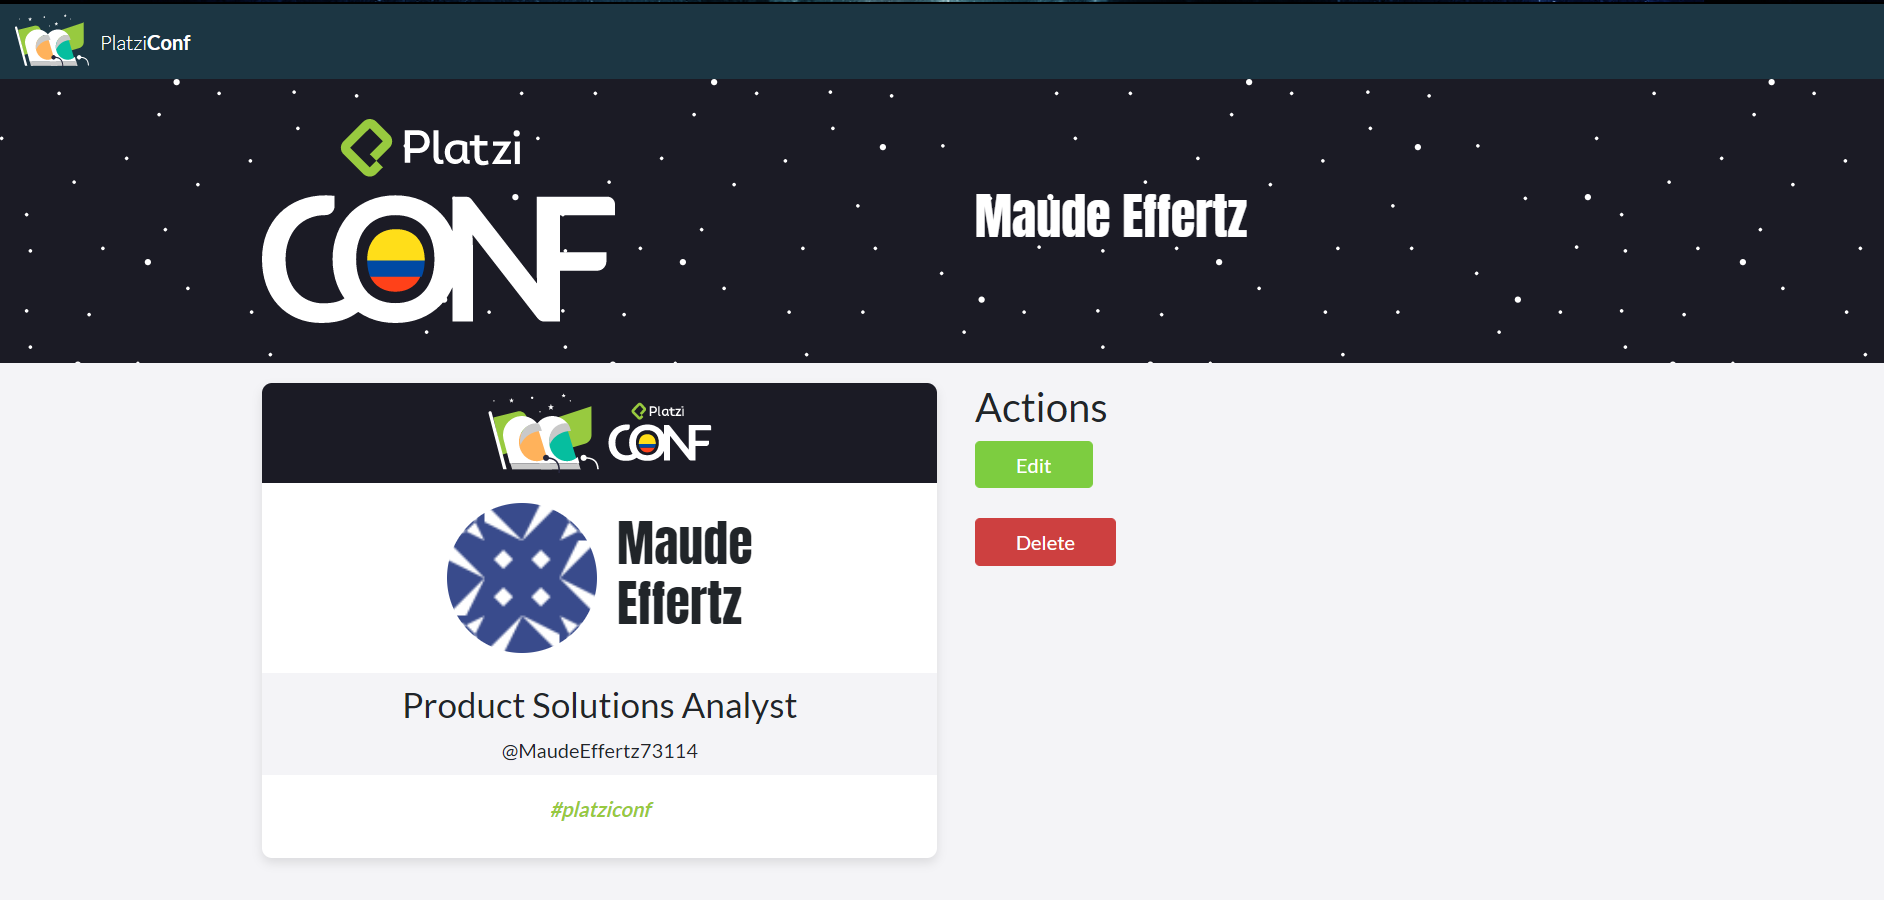 PlatziConf
Platzi
CONF
Maude Effertz
Platzi
CONF
Maude
Effertz
Product Solutions Analyst
@MaudeEffertz73114
#platziconf
Actions
Edit
Delete